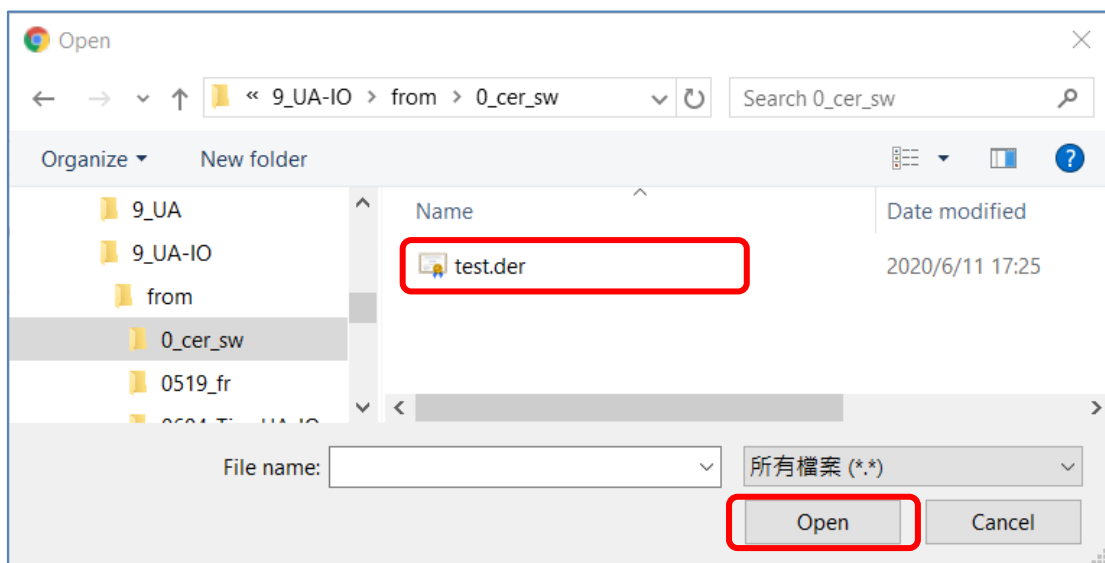 Open
« 9_UA-IO > from > 0_cer_sw
Search 0_cer_sw
Organize
New folder
9_UA
9_UA-IO
from
0_cer_sw
0519_fr
Name
Date modified
test.der
2020/6/11 17:25
File name:
所有檔案 (*.*)
Open
Cancel